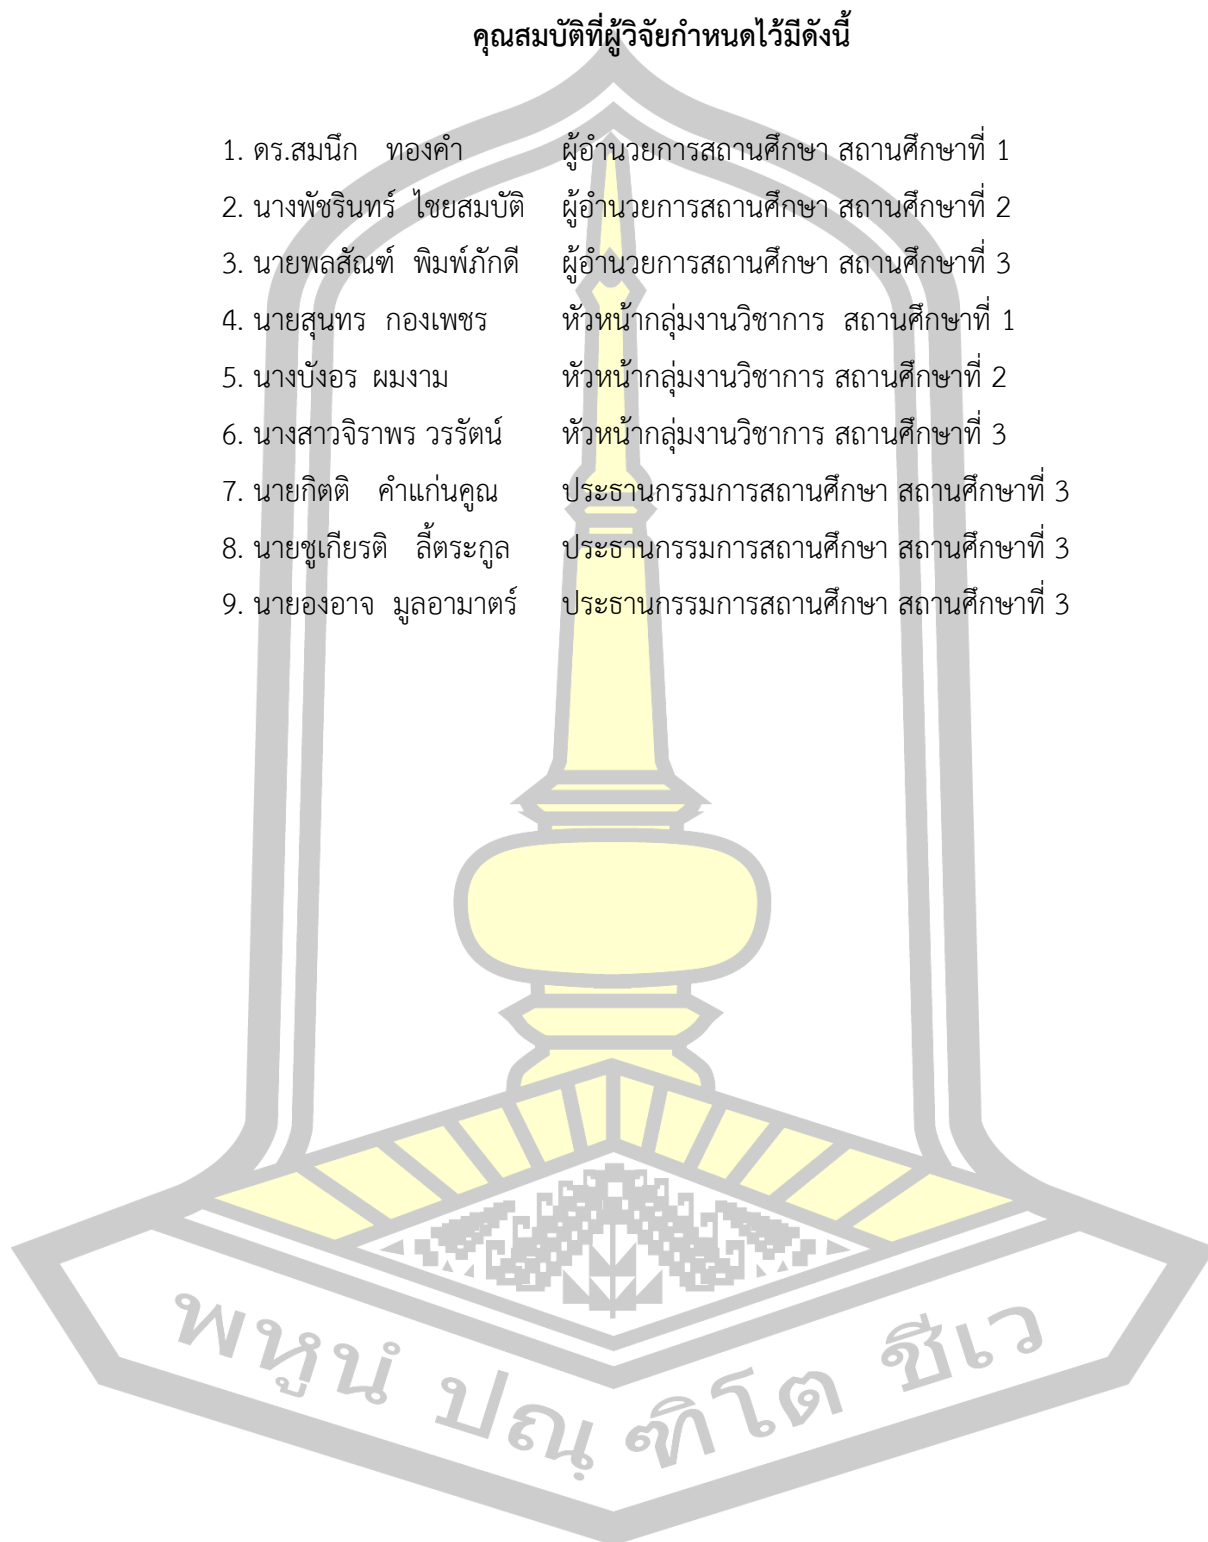 คุณสมบัติที่ผู้วิจัยกำหนดไว้มีดังนี้
1. ดร.สมนึก ทองคำ ผู้อำนวยการสถานศึกษา สถานศึกษาที่ 1
2. นางพัชรินทร์ ไชยสมบัติ ผู้อำนวยการสถานศึกษา สถานศึกษาที่ 2
3. นายพลสัณฑ์ พิมพ์ภักดี ผู้อำนวยการสถานศึกษา สถานศึกษาที่ 3
4. นายสุนทร กองเพชร หัวหน้ากลุ่มงานวิชาการ สถานศึกษาที่ 1
5. นางบังอร ผมงาม หัวหน้ากลุ่มงานวิชาการ สถานศึกษาที่ 2
6. นางสาวจิราพร วรรัตน์ หัวหน้ากลุ่มงานวิชาการ สถานศึกษาที่ 3
7. นายกิตติ คำแก่นคูณ ประธานกรรมการสถานศึกษา สถานศึกษาที่ 3
8. นายชูเกียรติ ลี้ตระกูล ประธานกรรมการสถานศึกษา สถานศึกษาที่ 3
9. นายองอาจ มูลอามาตร์ ประธานกรรมการสถานศึกษา สถานศึกษาที่ 3
พหูนํ ปณฺฑิโต ชีเว